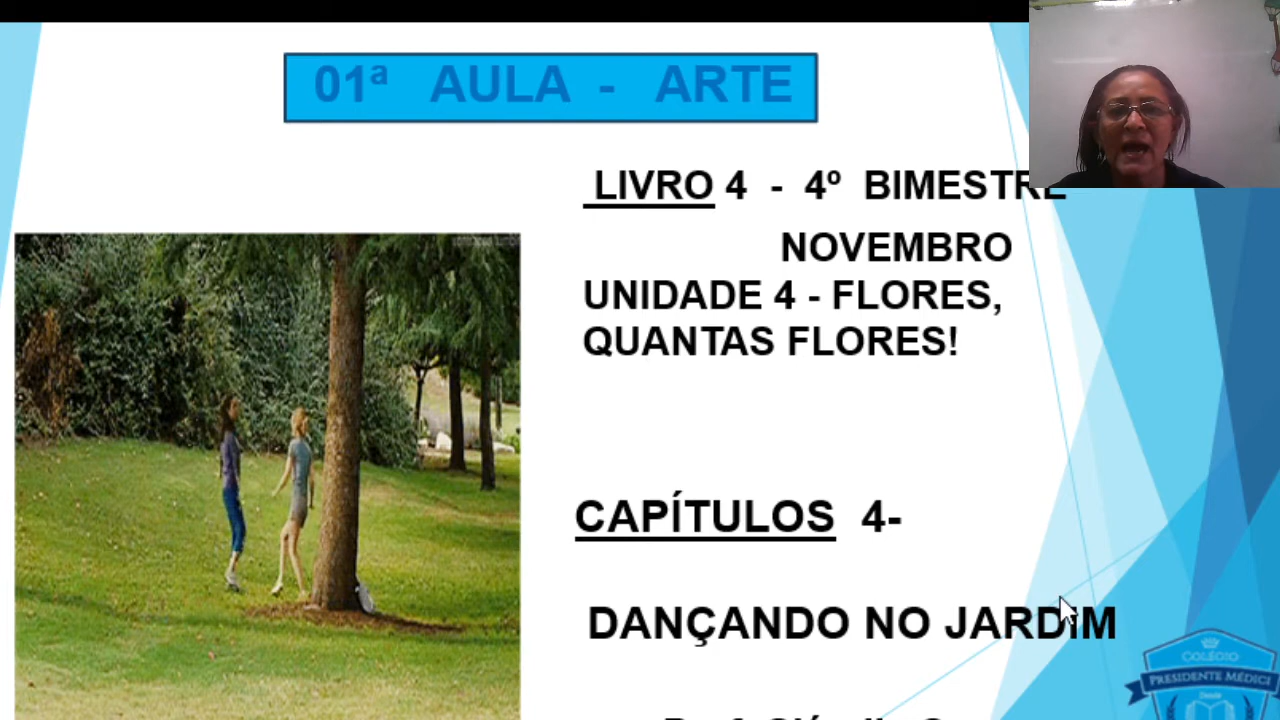 01ª AULA - ARTE
LIVRO 4 - 4º BIMESTRE
NOVEMBRO
UNIDADE 4 - FLORES,
QUANTAS FLORES!
CAPÍTULOS 4-
DANÇANDO NO JARDIM
COLÉGIO
PRESIDENTE MÉDICI